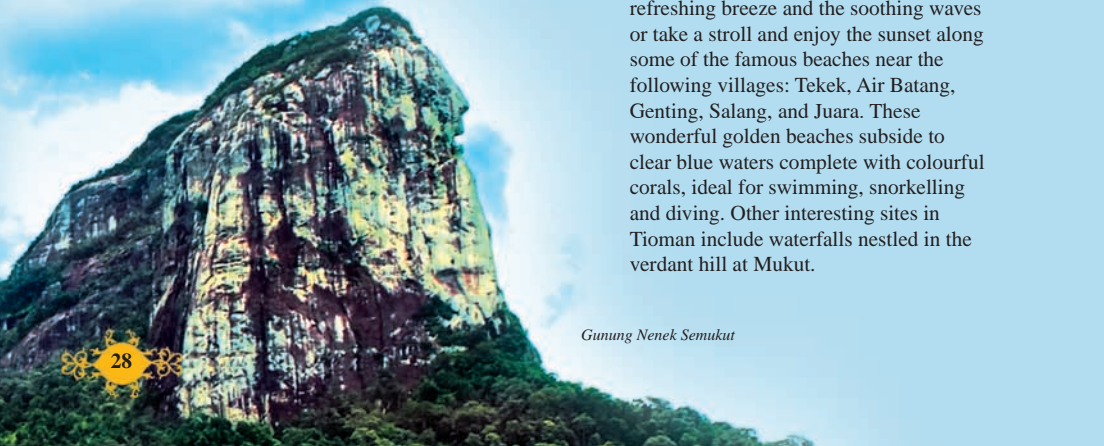 refreshing breeze and the soothing waves
or take a stroll and enjoy the sunset along
some of the famous beaches near the
following villages: Tekek, Air Batang,
Genting, Salang, and Juara. These
wonderful golden beaches subside to
clear blue waters complete with colourful
corals, ideal for swimming, snorkelling
and diving. Other interesting sites in
Tioman include waterfalls nestled in the
verdant hill at Mukut.
Gunung Nenek Semukut
28